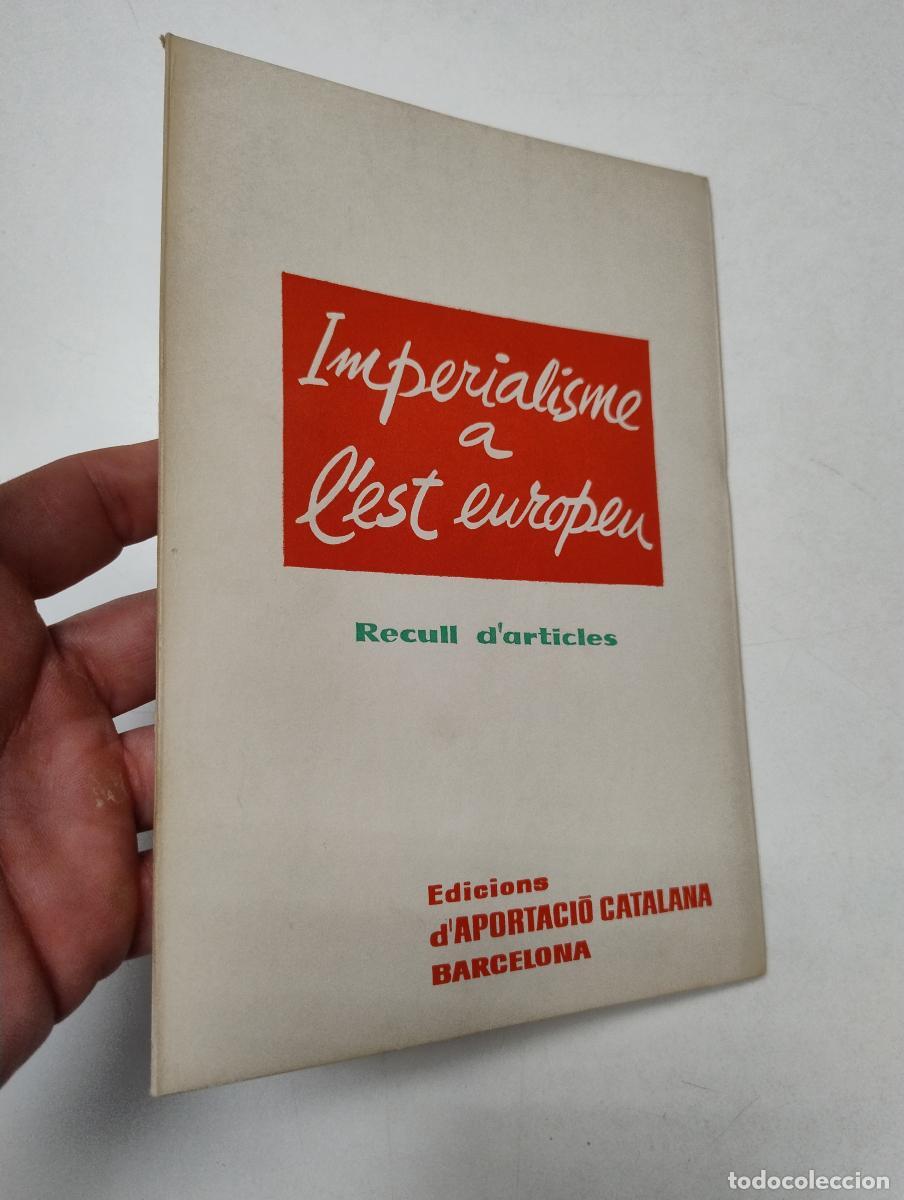 Imperialisme
a
l'est europeu
Recull d'articles
Edicions
d'APORTACIÓ CATALANA
BARCELONA
todocoleccion